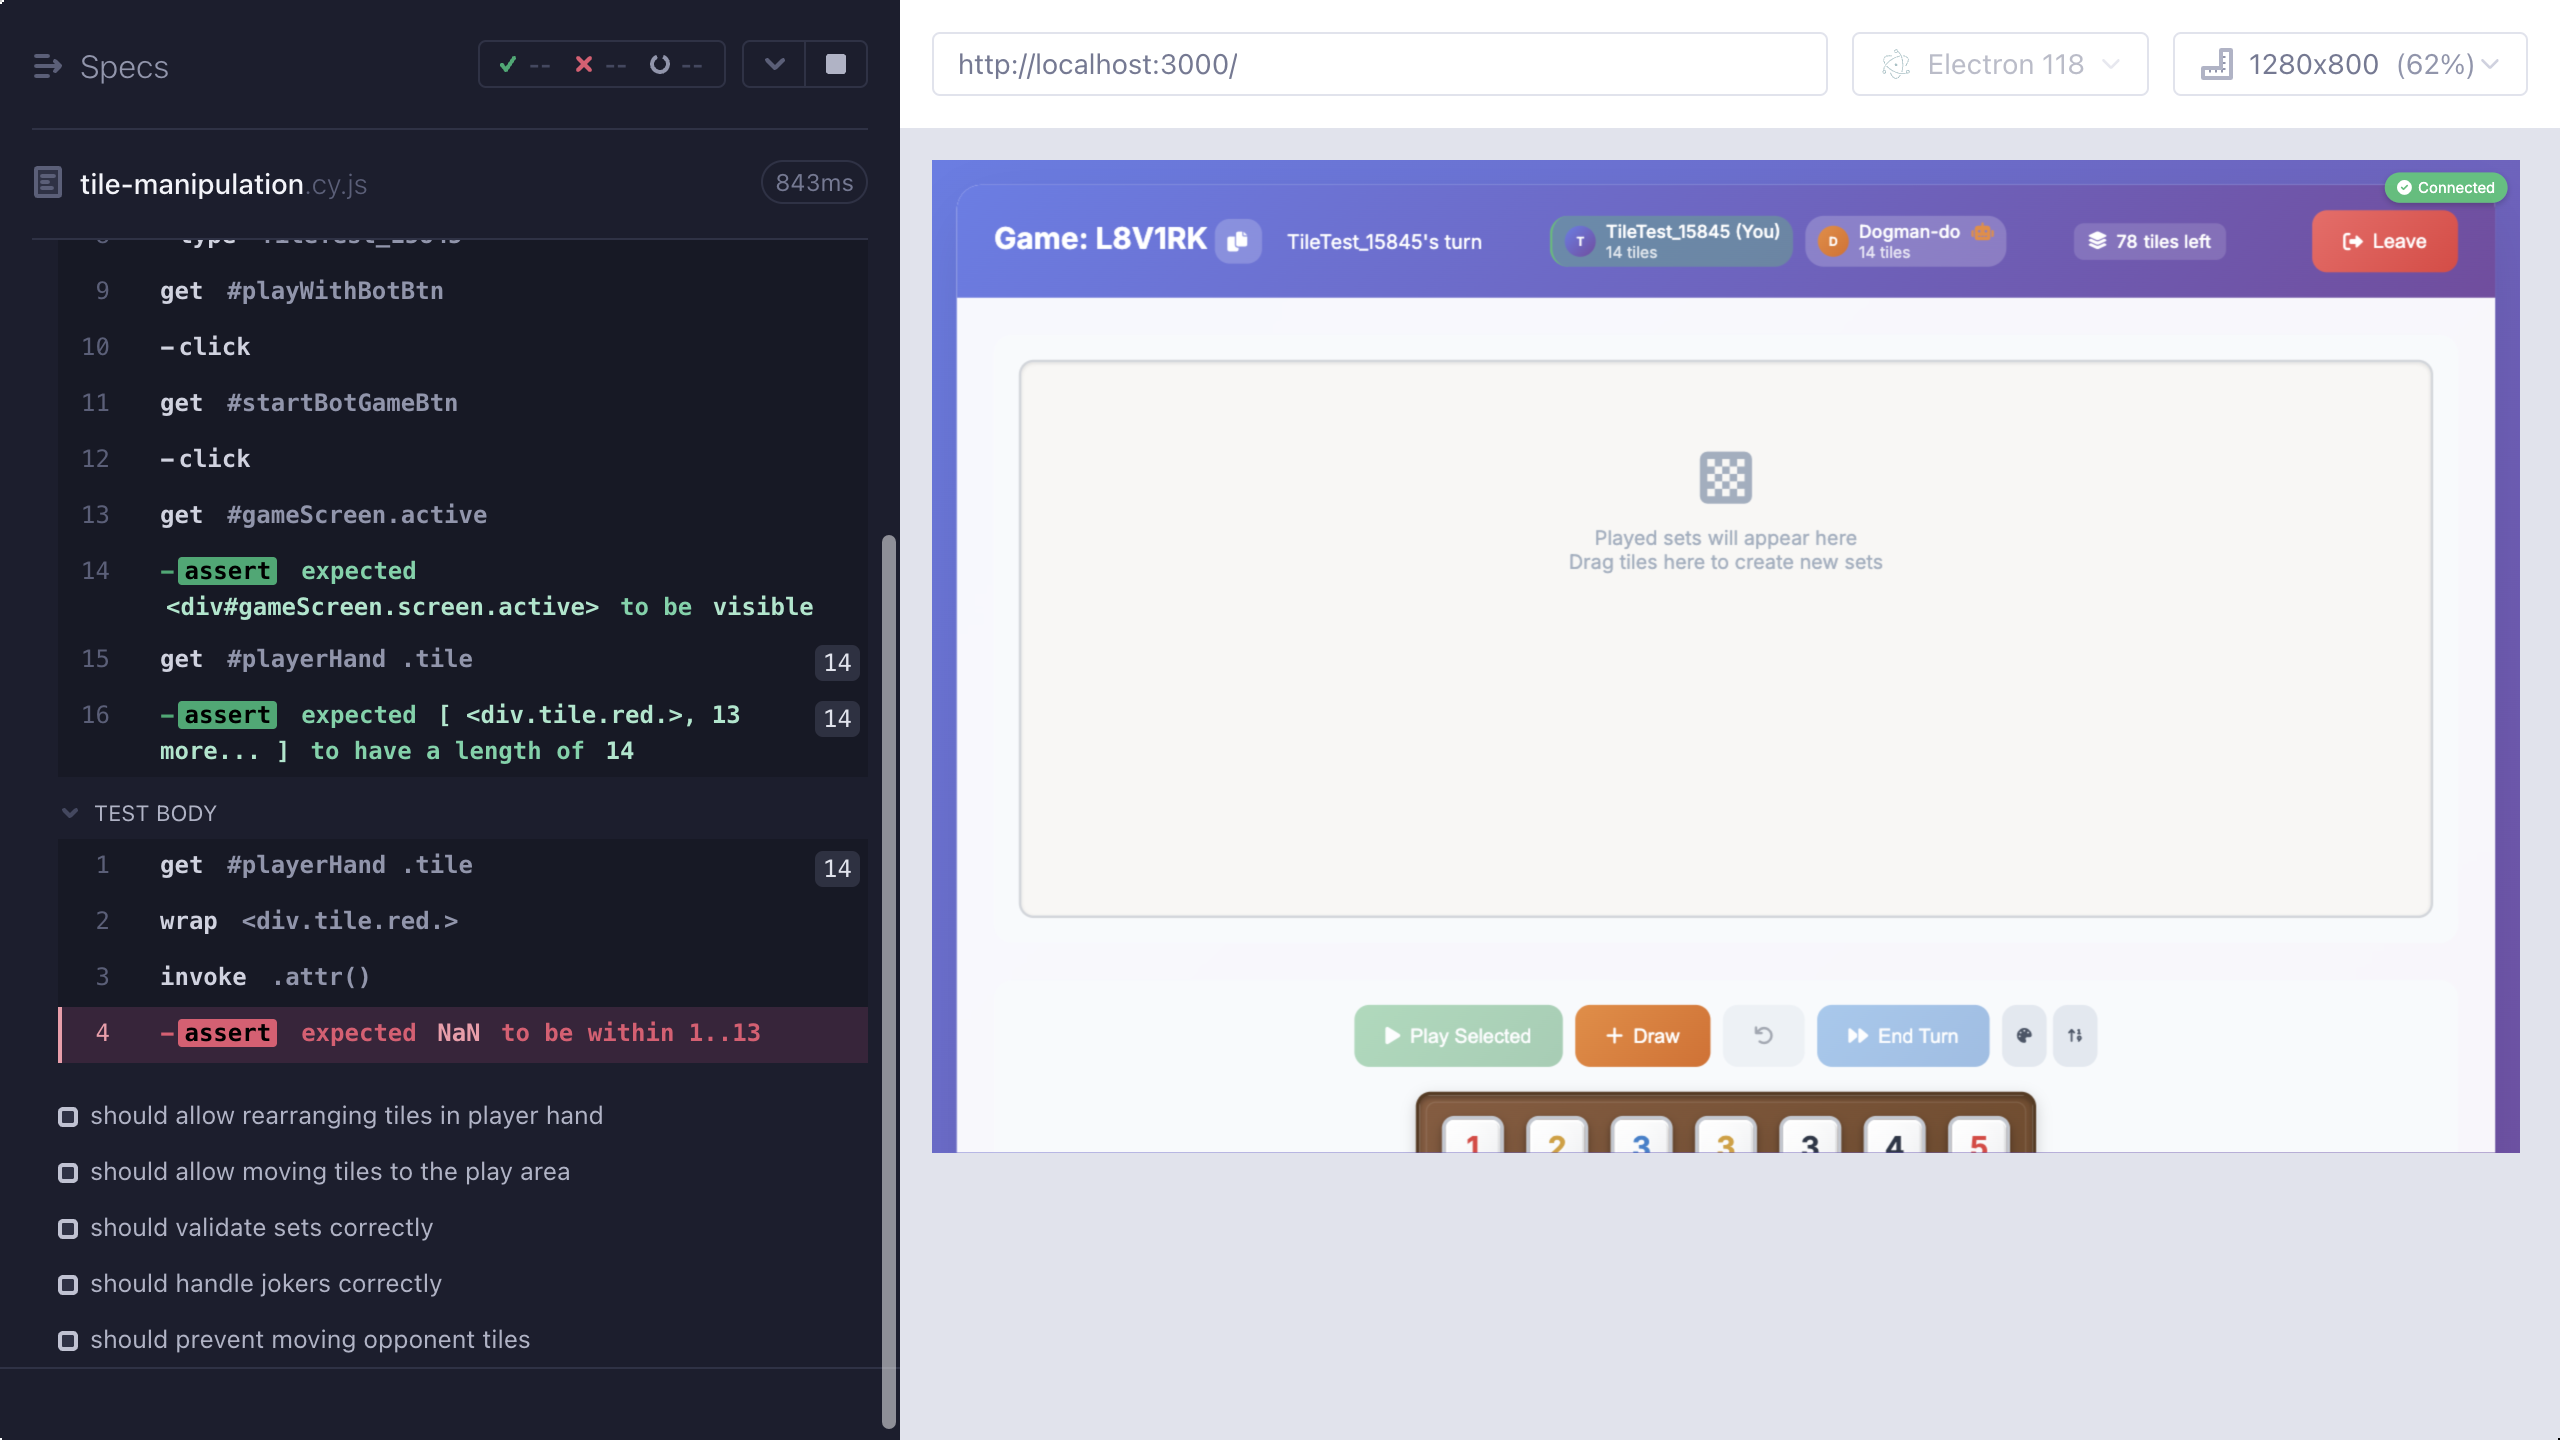 Specs
-- -- --
tile-manipulation.cy.js 843ms
9 get #playWithBotBtn
10 -click
11 get #startBotGameBtn
12 -click
13 get #gameScreen.active
14 -assert expected
<div#gameScreen.screen.active> to be visible
15 get #playerHand .tile 14
16 -assert expected [ <div.tile.red.>, 13 14
more... ] to have a length of 14
TEST BODY
1 get #playerHand .tile 14
2 wrap <div.tile.red.>
3 invoke .attr()
4 -assert expected NaN to be within 1..13
should allow rearranging tiles in player hand
should allow moving tiles to the play area
should validate sets correctly
should handle jokers correctly
should prevent moving opponent tiles
http://localhost:3000/
Electron 118
1280x800 (62%)
Connected
Game: L8V1RK
TileTest_15845's turn
T
TileTest_15845 (You)
14 tiles
D
Dogman-do
14 tiles
78 tiles left
Leave
Played sets will appear here
Drag tiles here to create new sets
Play Selected
Draw
End Turn
1 2 3 3 3 4 5